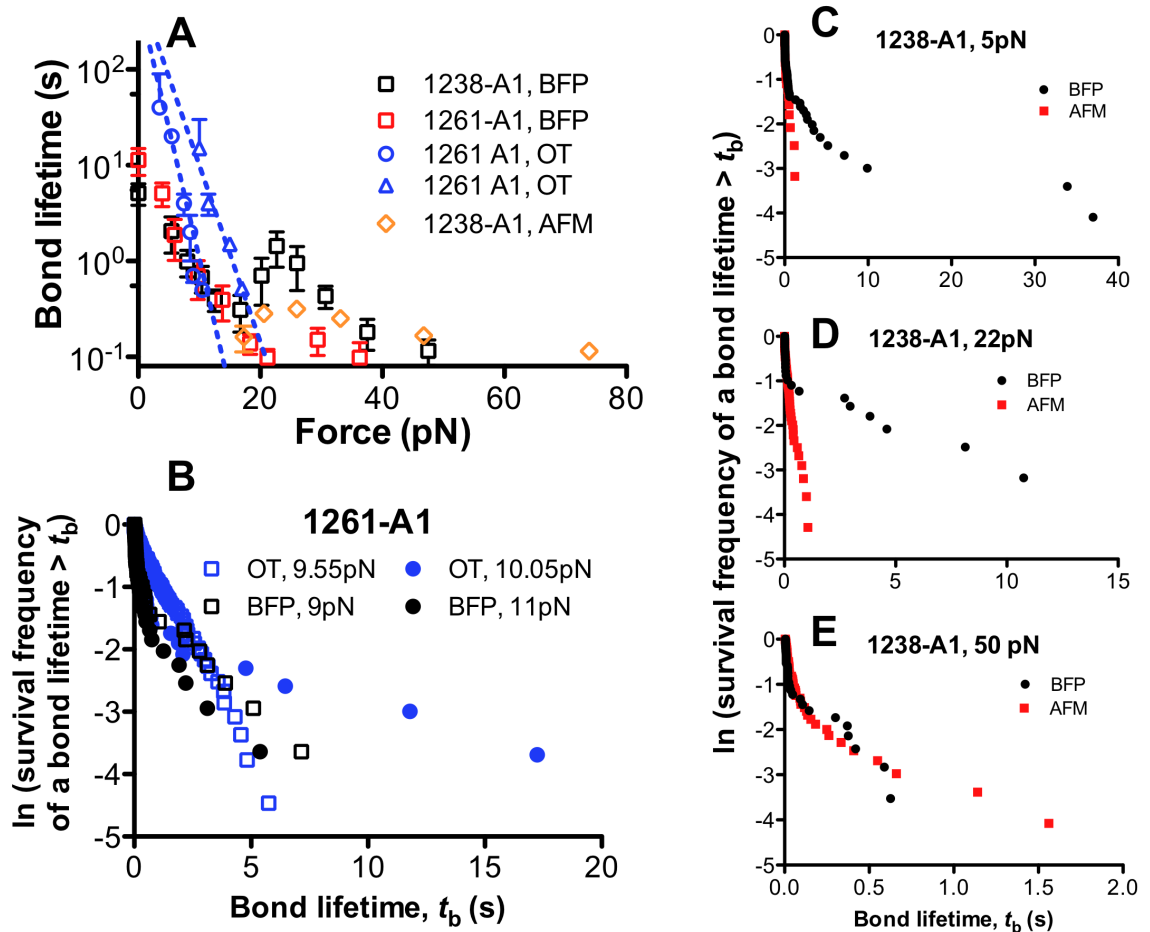 A
Bond lifetime (s)
10²
10¹
10⁰
10⁻¹
0 20 40 60 80
Force (pN)
1238-A1, BFP
1261-A1, BFP
1261 A1, OT
1261 A1, OT
1238-A1, AFM
B
1261-A1
ln (survival frequency
of a bond lifetime > tb)
0
-1
-2
-3
-4
-5
OT, 9.55pN OT, 10.05pN
BFP, 9pN BFP, 11pN
0 5 10 15 20
Bond lifetime, tb (s)
ln (survival frequency of a bond lifetime > tb)
C
1238-A1, 5pN
BFP
AFM
0
-1
-2
-3
-4
-5
0 10 20 30 40
D
1238-A1, 22pN
BFP
AFM
0
-1
-2
-3
-4
-5
0 5 10 15
E
1238-A1, 50 pN
BFP
AFM
0
-1
-2
-3
-4
-5
0.0 0.5 1.0 1.5 2.0
Bond lifetime, tb (s)